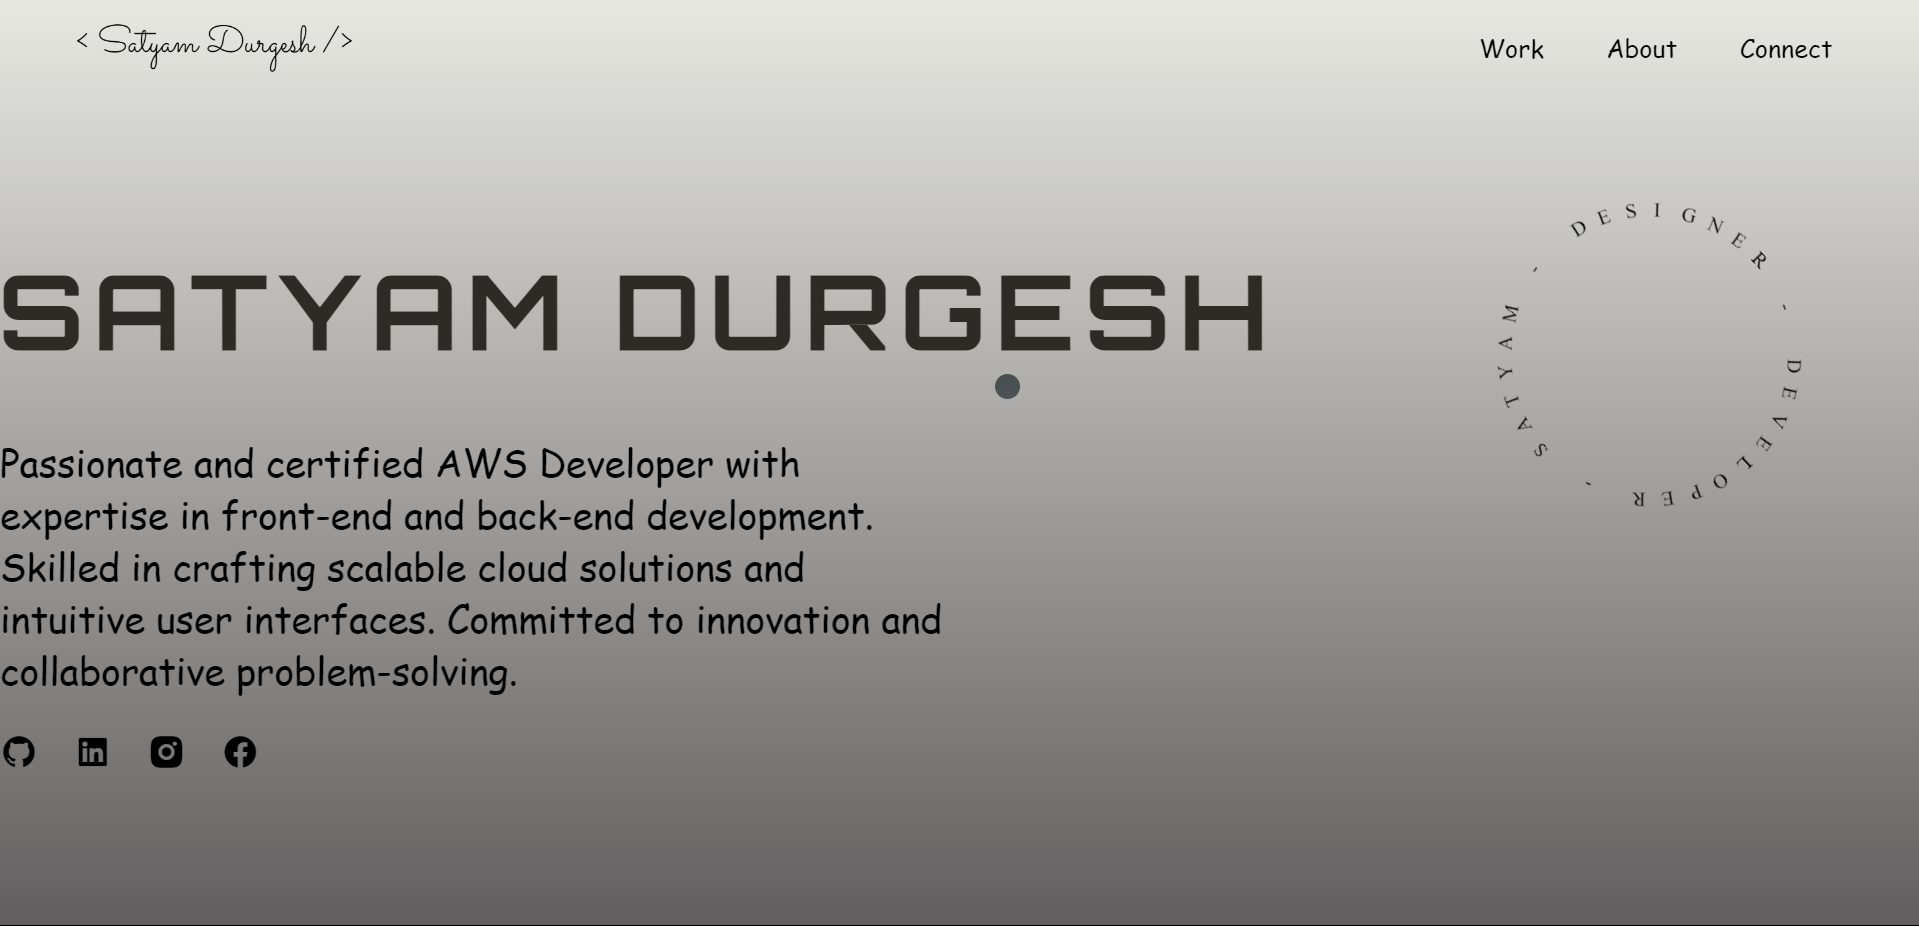 < Satyam Durgesh />
Work About Connect
SATYAM DURGESH
DESIGNER - DEVELOPER - SATYAM -
Passionate and certified AWS Developer with
expertise in front-end and back-end development.
Skilled in crafting scalable cloud solutions and
intuitive user interfaces. Committed to innovation and
collaborative problem-solving.
in